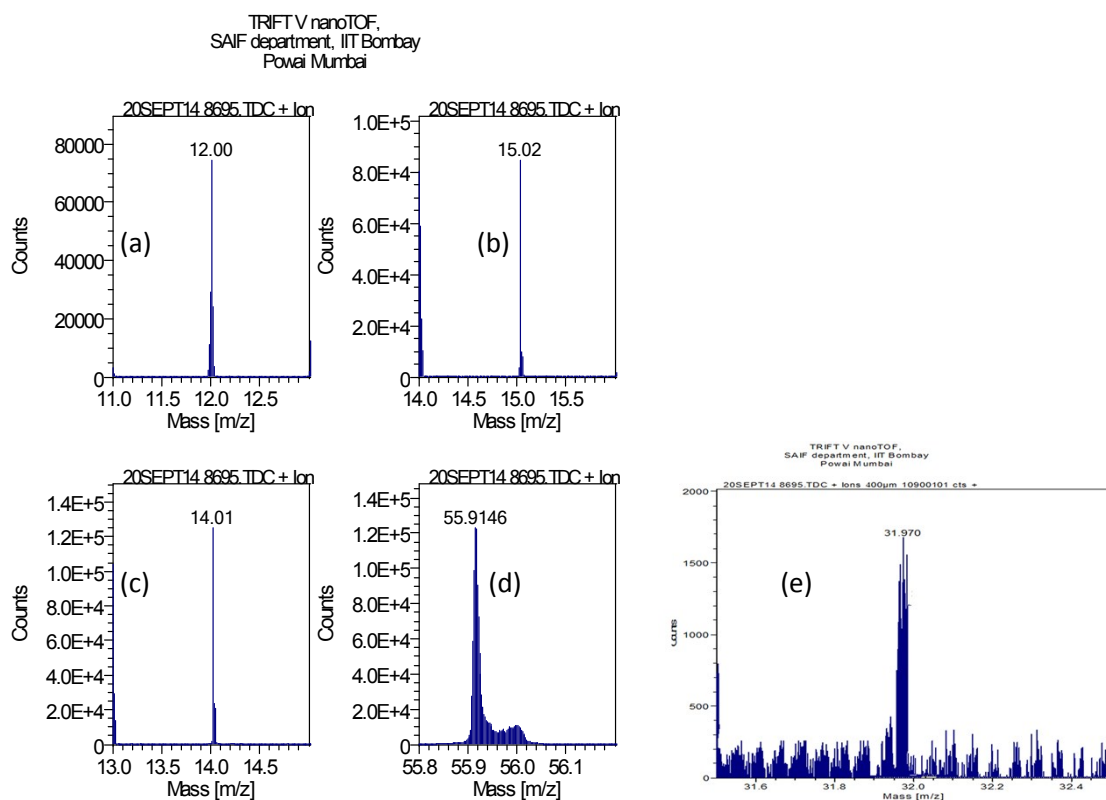 TRIFT V nanoTOF,
SAIF department, IIT Bombay
Powai Mumbai
20SEPT14 8695.TDC + Ion
80000
60000
40000
20000
0
Counts
12.00
(a)
11.0 11.5 12.0 12.5
Mass [m/z]
20SEPT14 8695.TDC + Ion
1.0E+5
8.0E+4
6.0E+4
4.0E+4
2.0E+4
0
Counts
15.02
(b)
14.0 14.5 15.0 15.5
Mass [m/z]
20SEPT14 8695.TDC + Ion
1.4E+5
1.2E+5
1.0E+5
8.0E+4
6.0E+4
4.0E+4
2.0E+4
0
Counts
14.01
(c)
13.0 13.5 14.0 14.5
Mass [m/z]
20SEPT14 8695.TDC + Ion
1.4E+5
1.2E+5
1.0E+5
8.0E+4
6.0E+4
4.0E+4
2.0E+4
0
Counts
55.9146
(d)
55.8 55.9 56.0 56.1
Mass [m/z]
TRIFT V nanoTOF,
SAIF department, IIT Bombay
Powai Mumbai
20SEPT14 8695.TDC + Ions 400µm 10900101 cts +
2000
1500
1000
500
0
Counts
31.970
(e)
31.6 31.8 32.0 32.2 32.4
Mass [m/z]